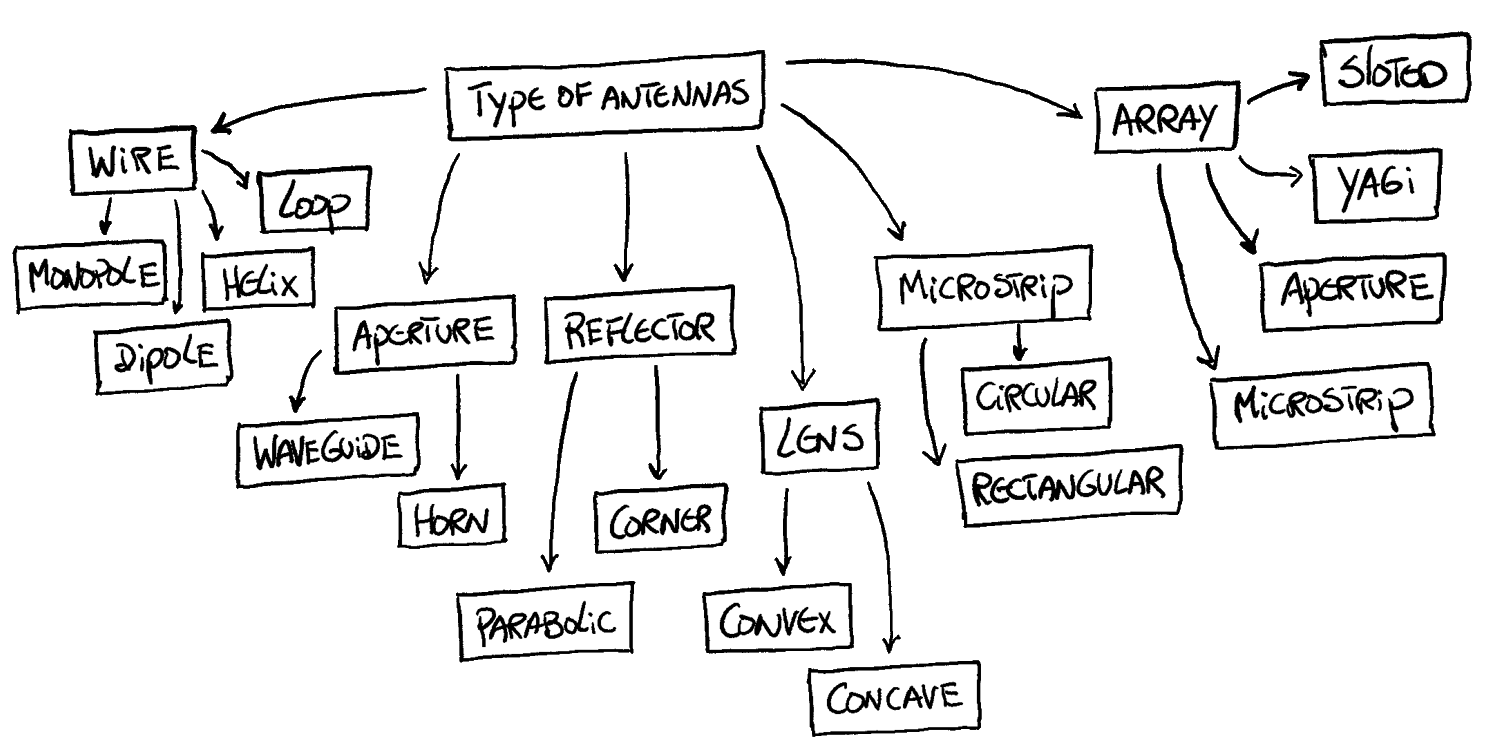 TYPE OF ANTENNAS
WiRE
LOOP
MONOPOLE
HELix
DiPOLE
APERTURE
WAVEGUiDE
HORN
REFLECTOR
CORNER
PARABOLiC
LENS
CONVEX
CONCAVE
MiCROSTRiP
CiRCULAR
RECTANGULAR
ARRAY
SLOTED
YAGi
APERTURE
MiCROSTRiP